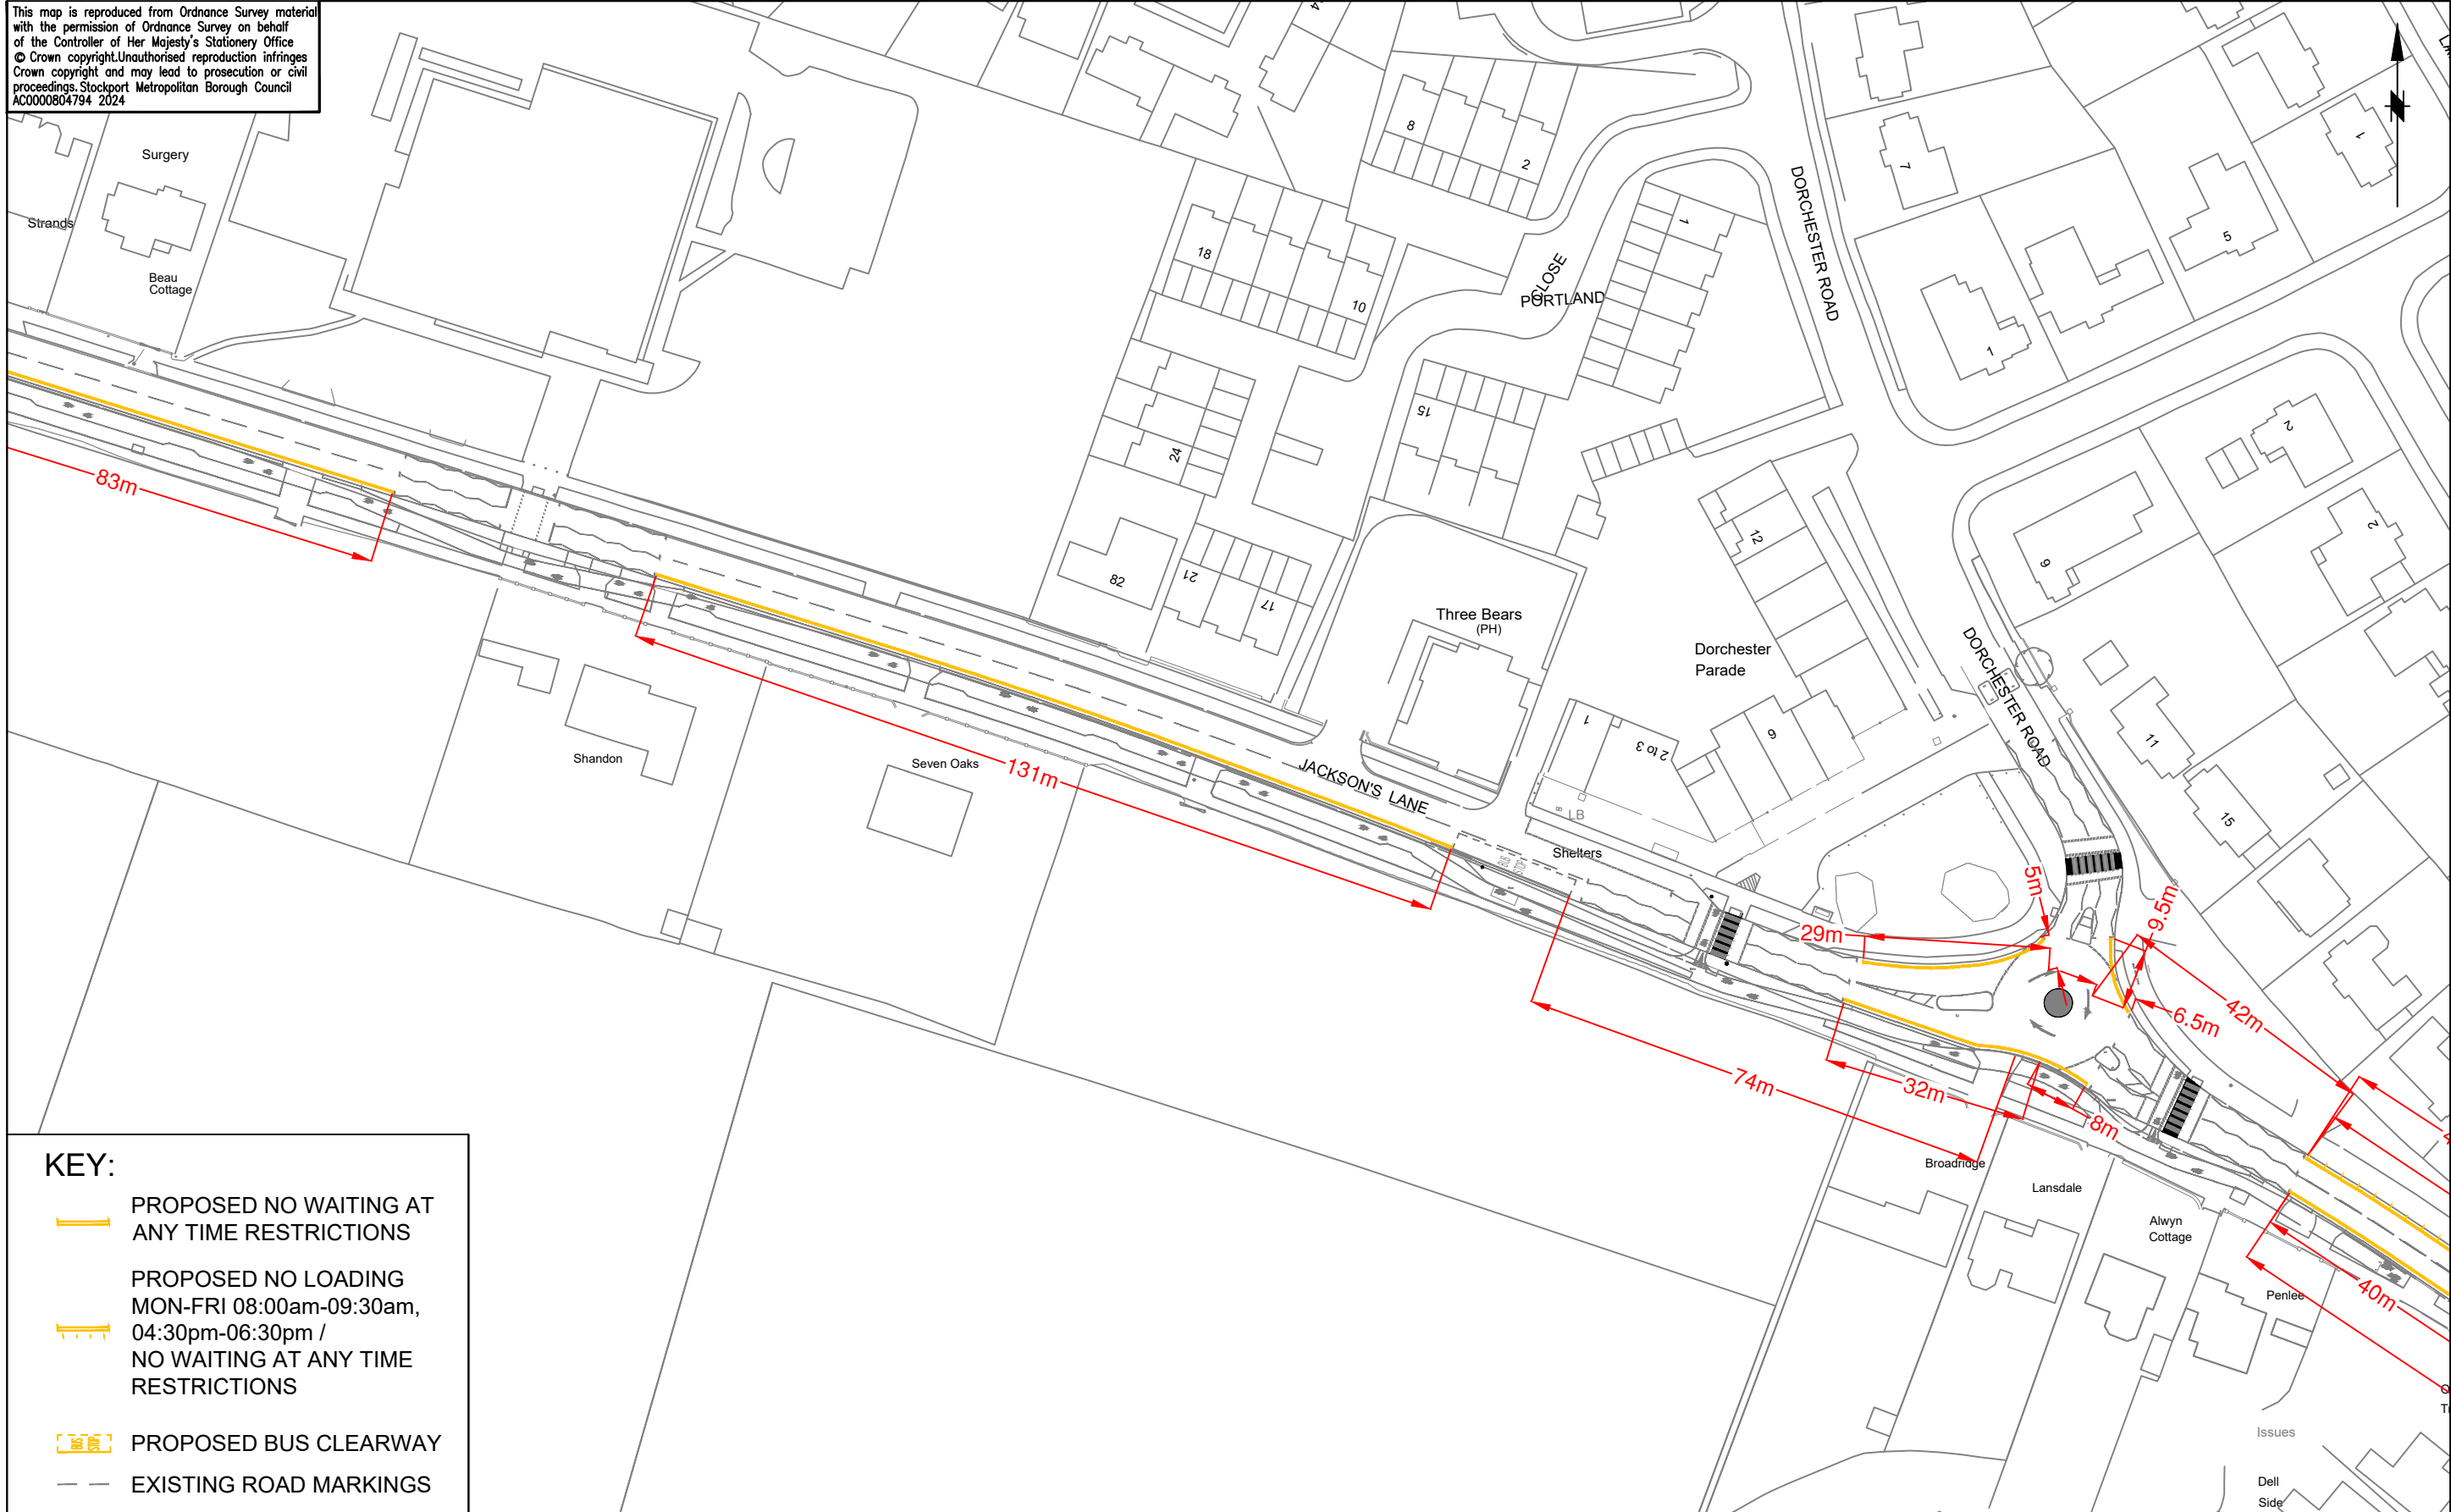 This map is reproduced from Ordnance Survey material
with the permission of Ordnance Survey on behalf
of the Controller of Her Majesty's Stationery Office
© Crown copyright.Unauthorised reproduction infringes
Crown copyright and may lead to prosecution or civil
proceedings. Stockport Metropolitan Borough Council
AC0000804794 2024
Surgery
Strands
Beau
Cottage
8
2
18
10
1
CLOSE
PORTLAND
DORCHESTER ROAD
7
1
5
1
15
24
2
2
9
12
83m
82
21
17
Three Bears
(PH)
Dorchester
Parade
DORCHESTER ROAD
11
15
1
2 to 3
6
Shandon
Seven Oaks
131m
JACKSON'S LANE
LB
Shelters
BUS
STOP
29m
5m
9.5m
42m
6.5m
74m
32m
8m
40m
Broadridge
Lansdale
Alwyn
Cottage
Penlee
Issues
Dell
Side
KEY:
PROPOSED NO WAITING AT
ANY TIME RESTRICTIONS
PROPOSED NO LOADING
MON-FRI 08:00am-09:30am,
04:30pm-06:30pm /
NO WAITING AT ANY TIME
RESTRICTIONS
BUS
STOP
PROPOSED BUS CLEARWAY
EXISTING ROAD MARKINGS